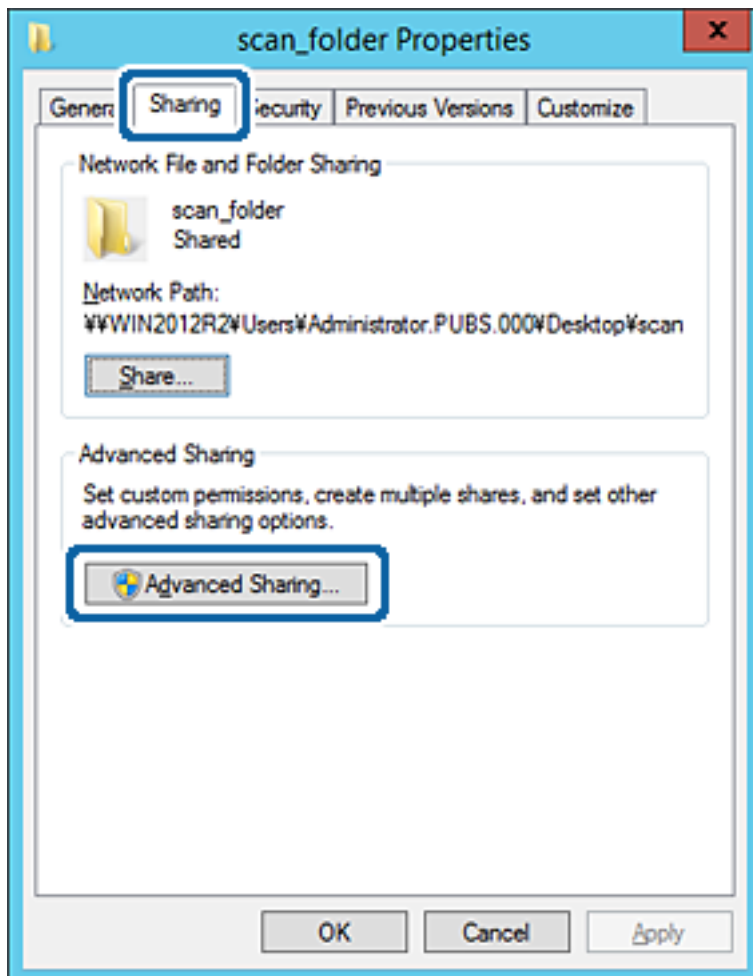 scan_folder Properties
x
Genera Sharing ecurity Previous Versions Customize
Network File and Folder Sharing
scan_folder
Shared
Network Path:
¥¥WIN2012R2¥Users¥Administrator.PUBS.000¥Desktop¥scan
Share...
Advanced Sharing
Set custom permissions, create multiple shares, and set other
advanced sharing options.
Advanced Sharing...
OK Cancel Apply